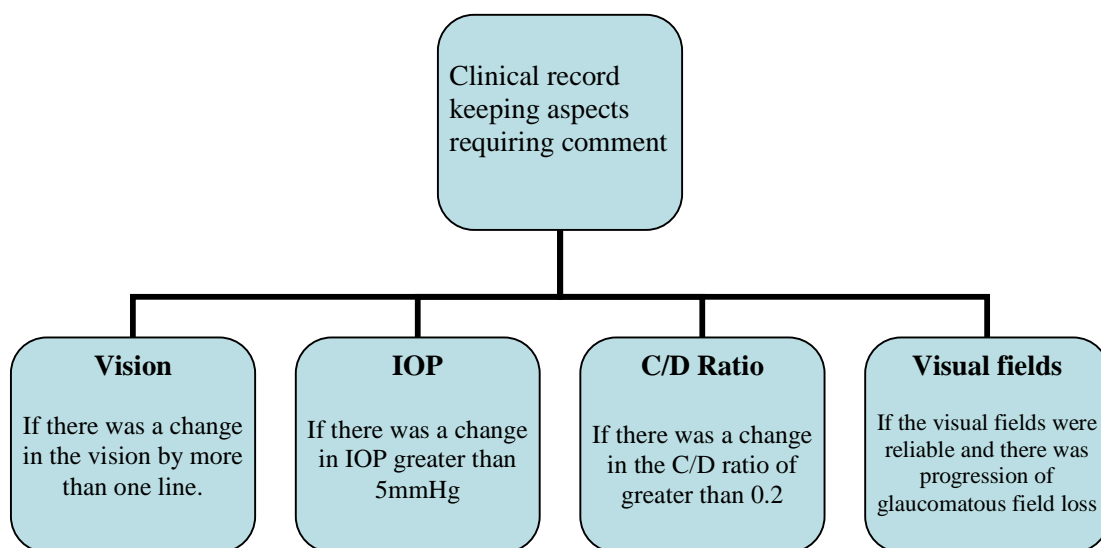 Clinical record
keeping aspects
requiring comment
Vision
If there was a change
in the vision by more
than one line.
IOP
If there was a change
in IOP greater than
5mmHg
C/D Ratio
If there was a change
in the C/D ratio of
greater than 0.2
Visual fields
If the visual fields were
reliable and there was
progression of
glaucomatous field loss